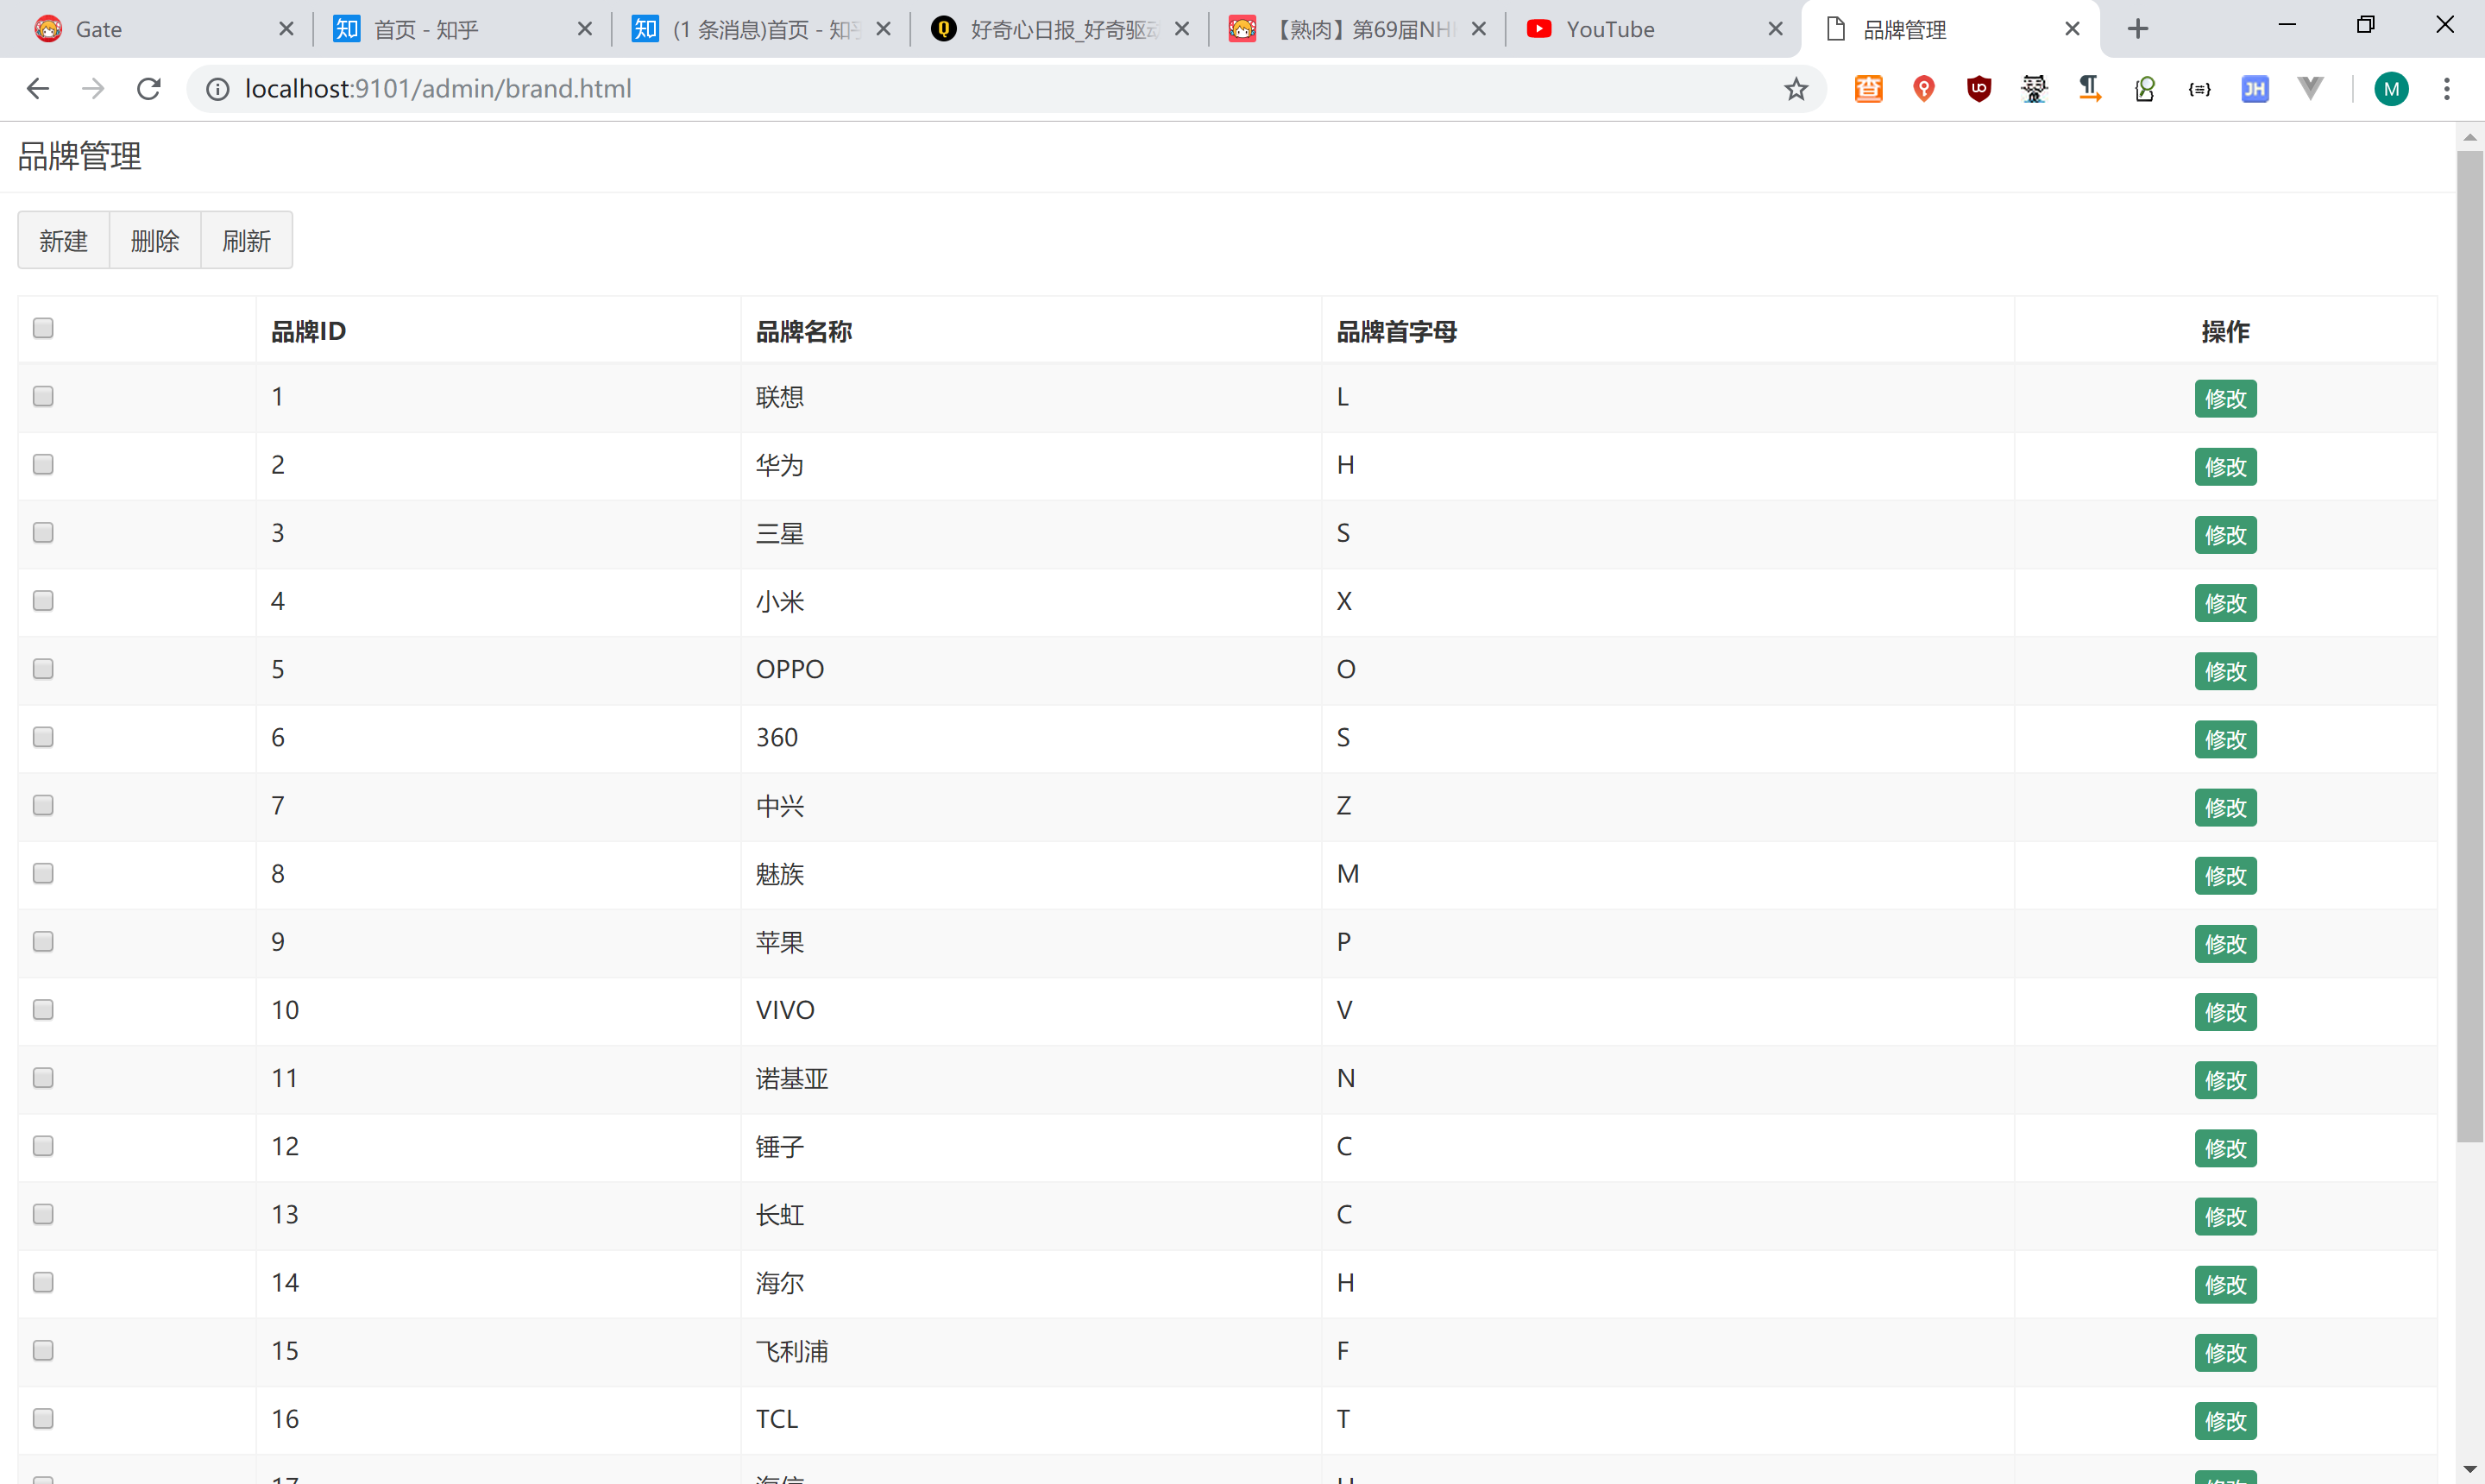 Gate 首页 - 知乎 (1 条消息)首页 - 知乎 好奇心日报_好奇驱动 【熟肉】第69届NH YouTube 品牌管理
localhost:9101/admin/brand.html
品牌管理
新建 删除 刷新
品牌ID 品牌名称 品牌首字母 操作
1 联想 L 修改
2 华为 H 修改
3 三星 S 修改
4 小米 X 修改
5 OPPO O 修改
6 360 S 修改
7 中兴 Z 修改
8 魅族 M 修改
9 苹果 P 修改
10 VIVO V 修改
11 诺基亚 N 修改
12 锤子 C 修改
13 长虹 C 修改
14 海尔 H 修改
15 飞利浦 F 修改
16 TCL T 修改
17 海信 H 修改